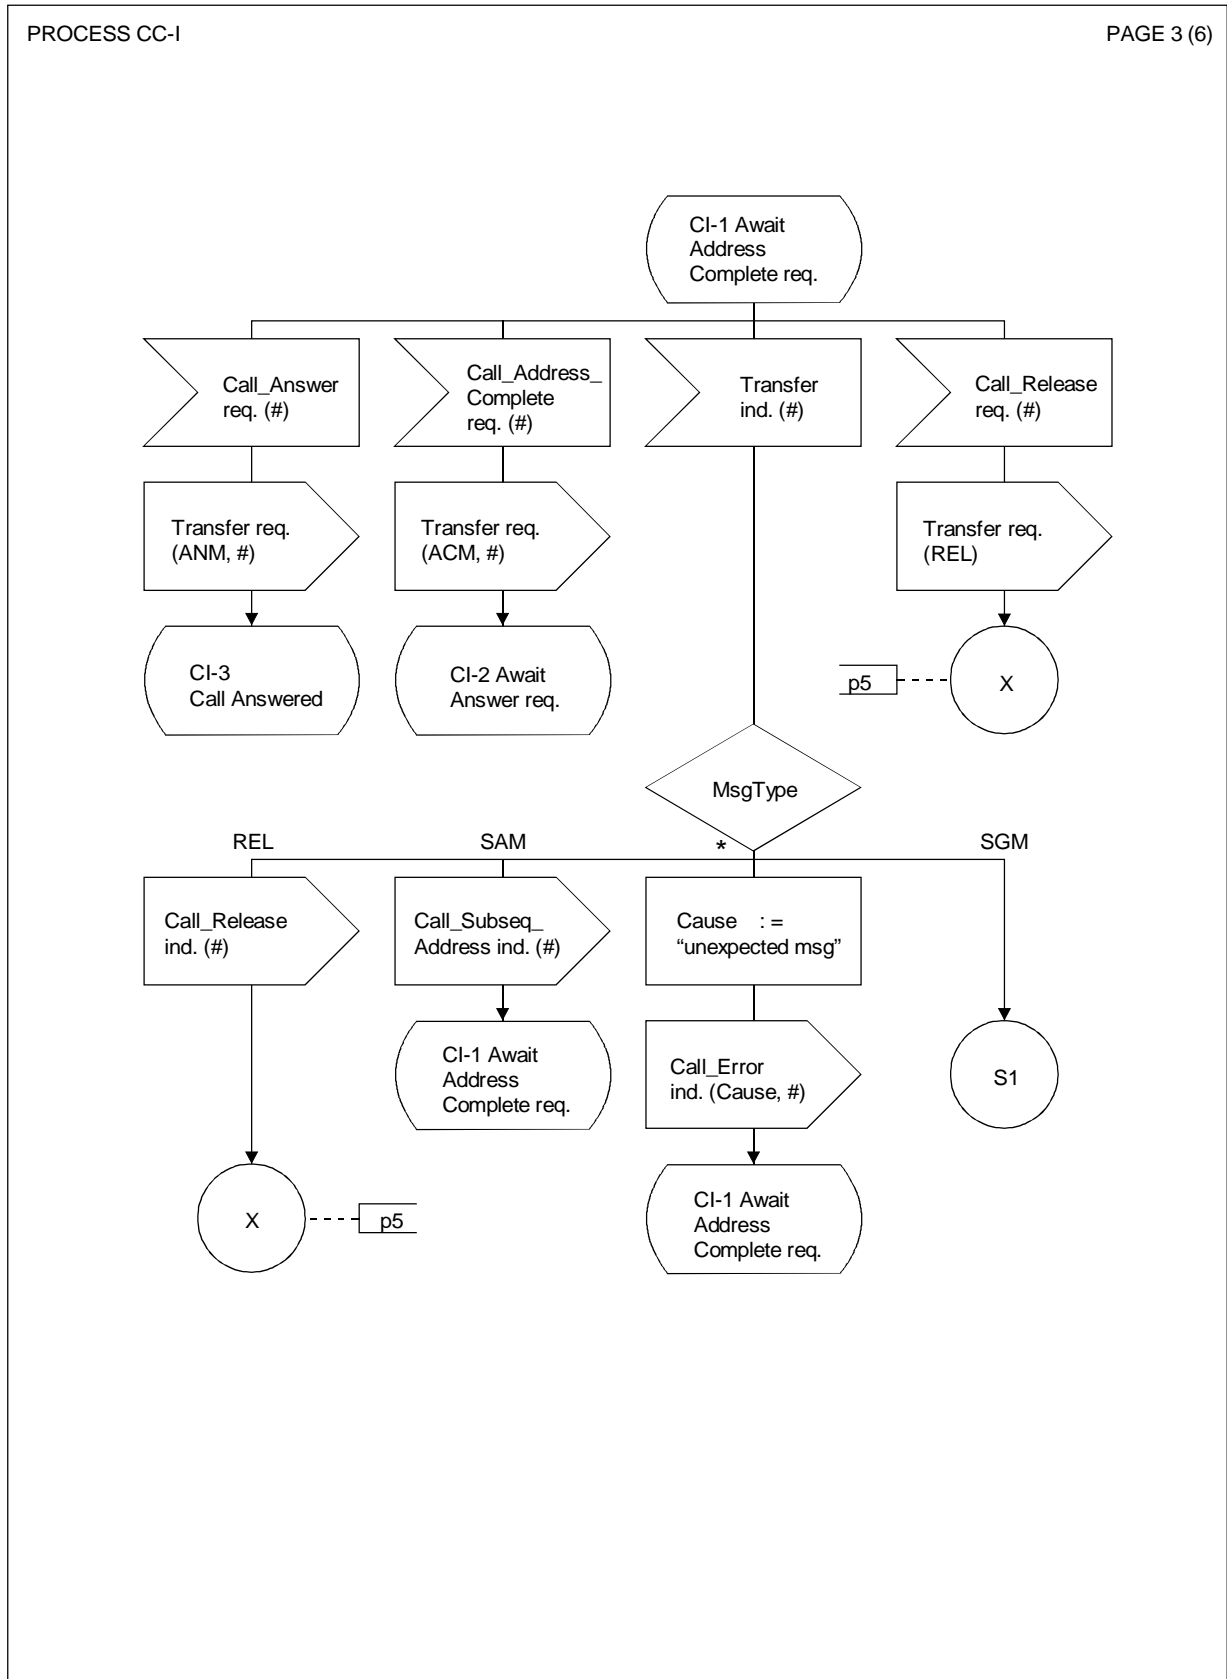 PROCESS CC-I
PAGE 3 (6)
CI-1 Await
Address
Complete req.
Call_Answer
req. (#)
Call_Address_
Complete
req. (#)
Transfer
ind. (#)
Call_Release
req. (#)
Transfer req.
(ANM, #)
Transfer req.
(ACM, #)
Transfer req.
(REL)
CI-3
Call Answered
CI-2 Await
Answer req.
p5
X
MsgType
REL
SAM
*
SGM
Call_Release
ind. (#)
Call_Subseq_
Address ind. (#)
Cause : =
“unexpected msg”
CI-1 Await
Address
Complete req.
Call_Error
ind. (Cause, #)
S1
X
p5
CI-1 Await
Address
Complete req.